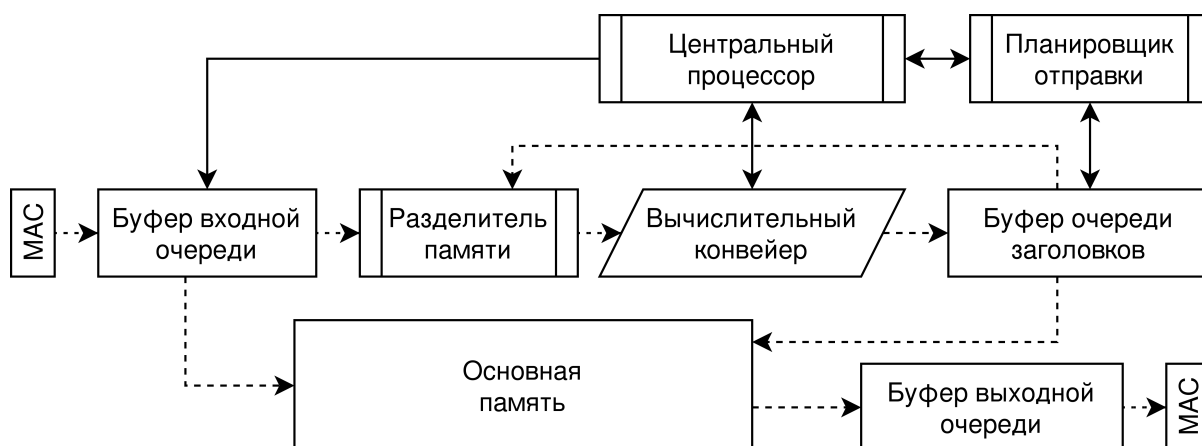 Центральный
процессор
Планировщик
отправки
MAC
Буфер входной
очереди
Разделитель
памяти
Вычислительный
конвейер
Буфер очереди
заголовков
Основная
память
Буфер выходной
очереди
MAC